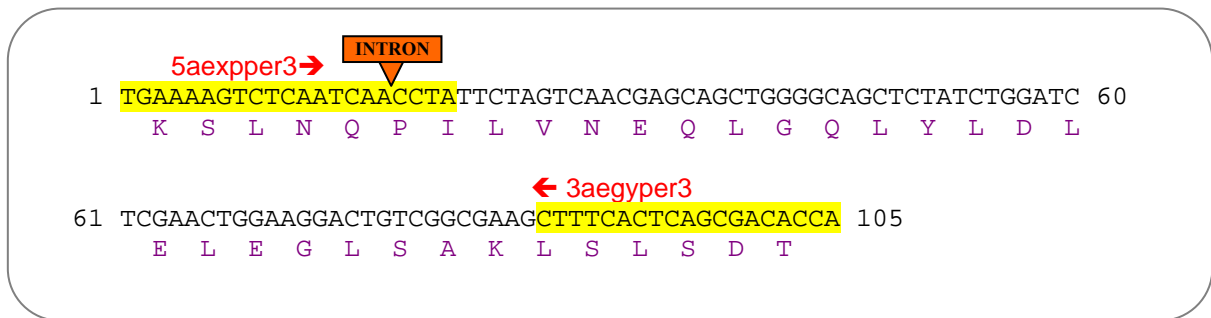 INTRON
5aexpper3→
1 TGAAAAGTCTCAATCAACCTATTCTAGTCAACGAGCAGCTGGGGCAGCTCTATCTGGATC 60
K S L N Q P I L V N E Q L G Q L Y L D L
← 3aegyper3
61 TCGAACTGGAAGGACTGTCGGCGAAGCTTTCACTCAGCGACACCA 105
E L E G L S A K L S L S D T